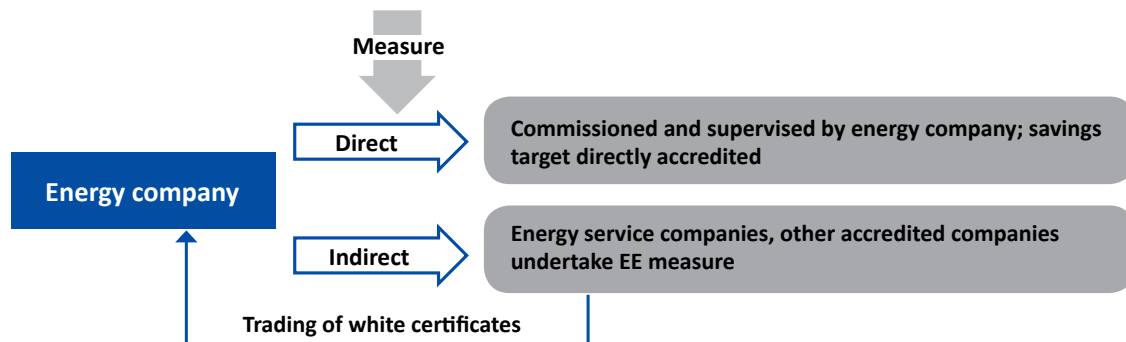 Measure
Direct
Commissioned and supervised by energy company; savings
target directly accredited
Energy company
Indirect
Energy service companies, other accredited companies
undertake EE measure
Trading of white certificates